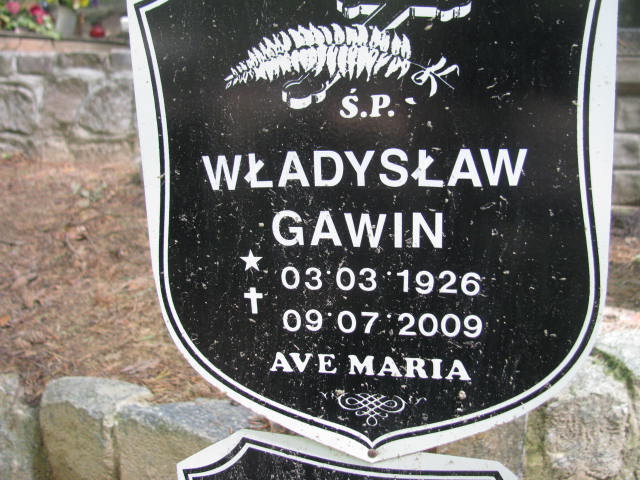 Ś.P.
WŁADYSŁAW
GAWIN
03·03·1926
09·07·2009
AVE MARIA